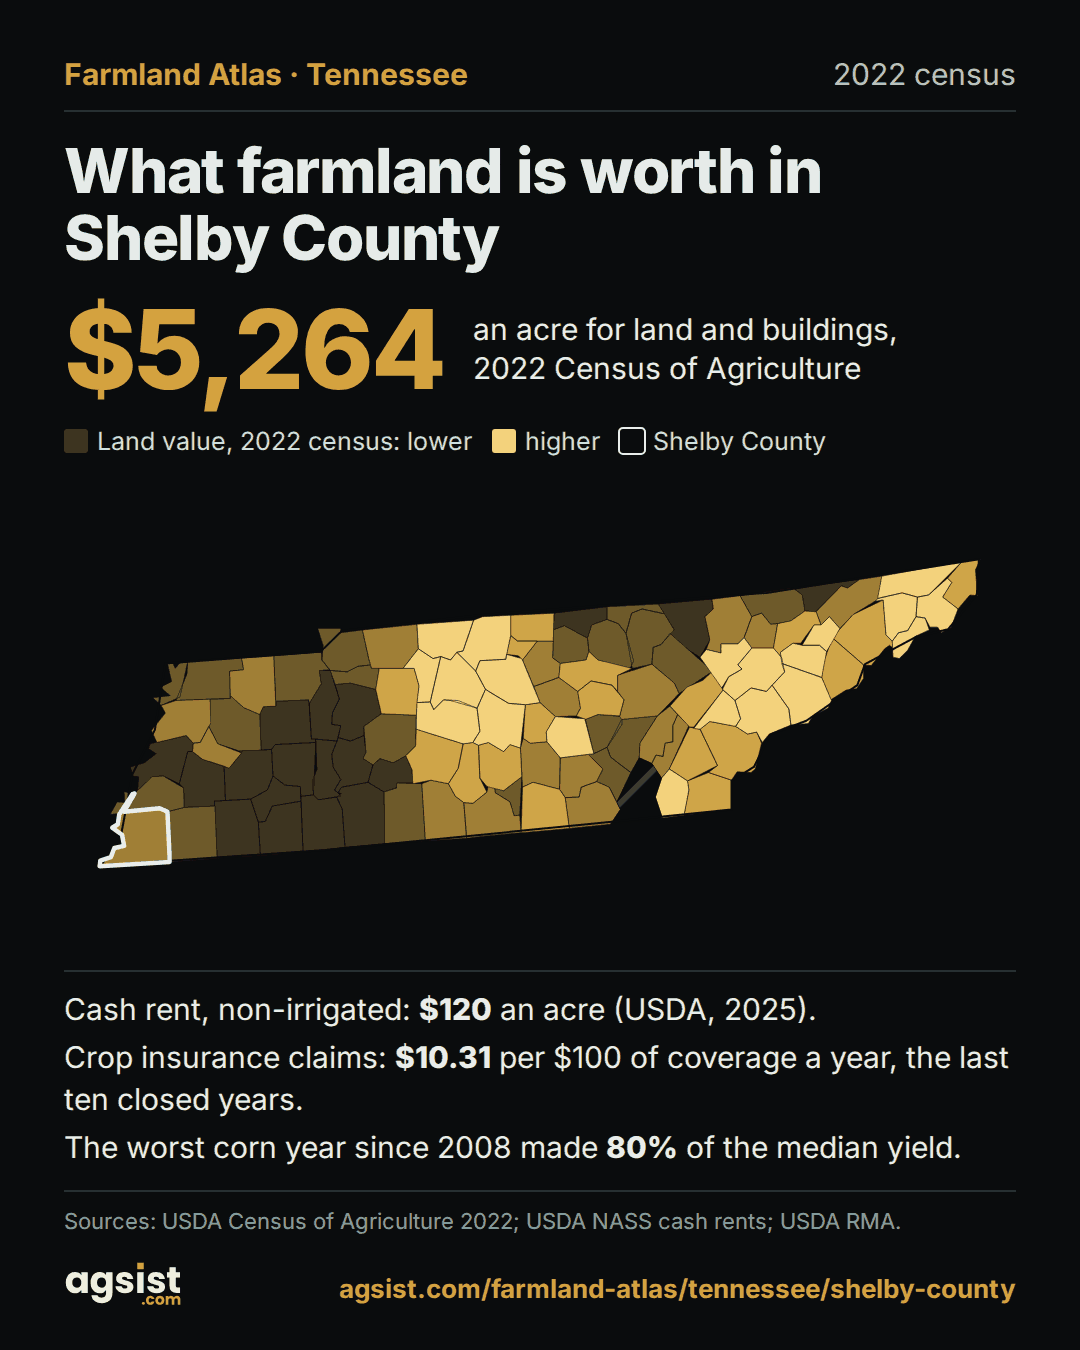 Farmland Atlas · Tennessee
2022 census
What farmland is worth in
Shelby County
$5,264
an acre for land and buildings,
2022 Census of Agriculture
Land value, 2022 census: lower
higher
Shelby County
Cash rent, non-irrigated: $120 an acre (USDA, 2025).
Crop insurance claims: $10.31 per $100 of coverage a year, the last
ten closed years.
The worst corn year since 2008 made 80% of the median yield.
Sources: USDA Census of Agriculture 2022; USDA NASS cash rents; USDA RMA.
agsist
.com
agsist.com/farmland-atlas/tennessee/shelby-county